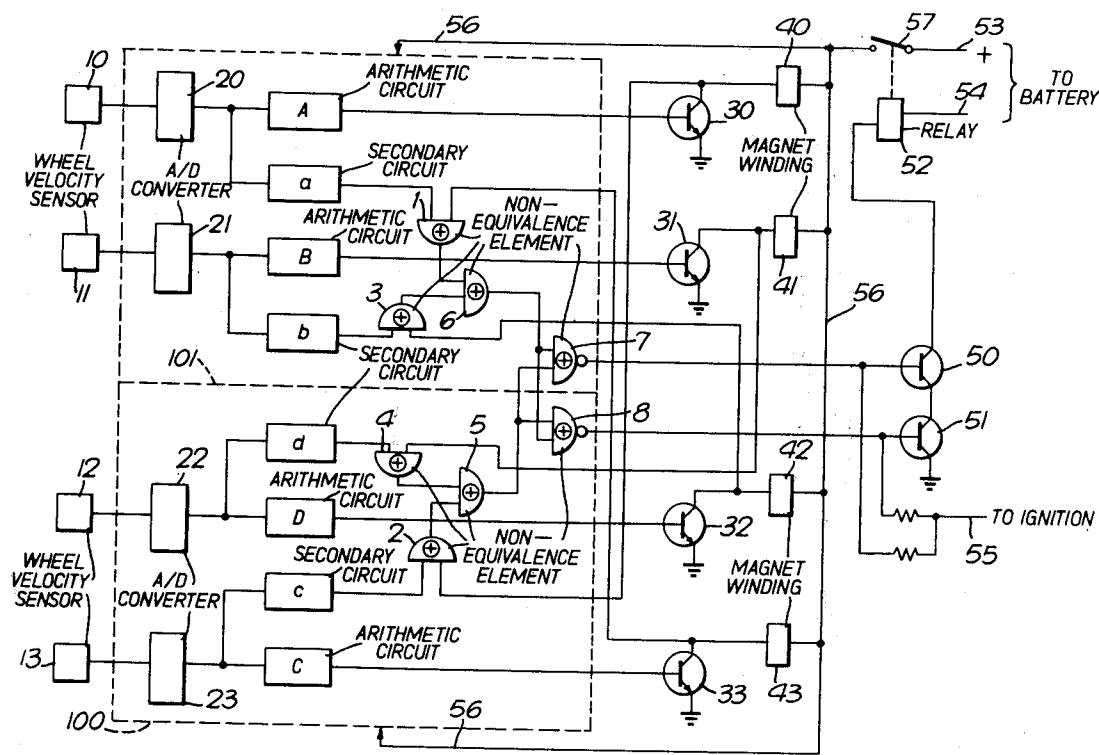 56
40
57
53
+
10
20
ARITHMETIC
CIRCUIT
A
30
54
TO
BATTERY
RELAY
52
WHEEL
VELOCITY
SENSOR
A/D
CONVERTER
SECONDARY
CIRCUIT
a
1
NON-
EQUIVALENCE
ELEMENT
MAGNET
WINDING
11
21
ARITHMETIC
CIRCUIT
B
31
41
3
6
56
b
SECONDARY
CIRCUIT
7
50
101
8
51
12
22
d
4
5
42
ARITHMETIC
CIRCUIT
D
32
TO IGNITION
55
WHEEL
VELOCITY
SENSOR
A/D
CONVERTER
2
SECONDARY
CIRCUIT
c
NON-
EQUIVALENCE
ELEMENT
MAGNET
WINDING
13
23
ARITHMETIC
CIRCUIT
C
33
43
100
56